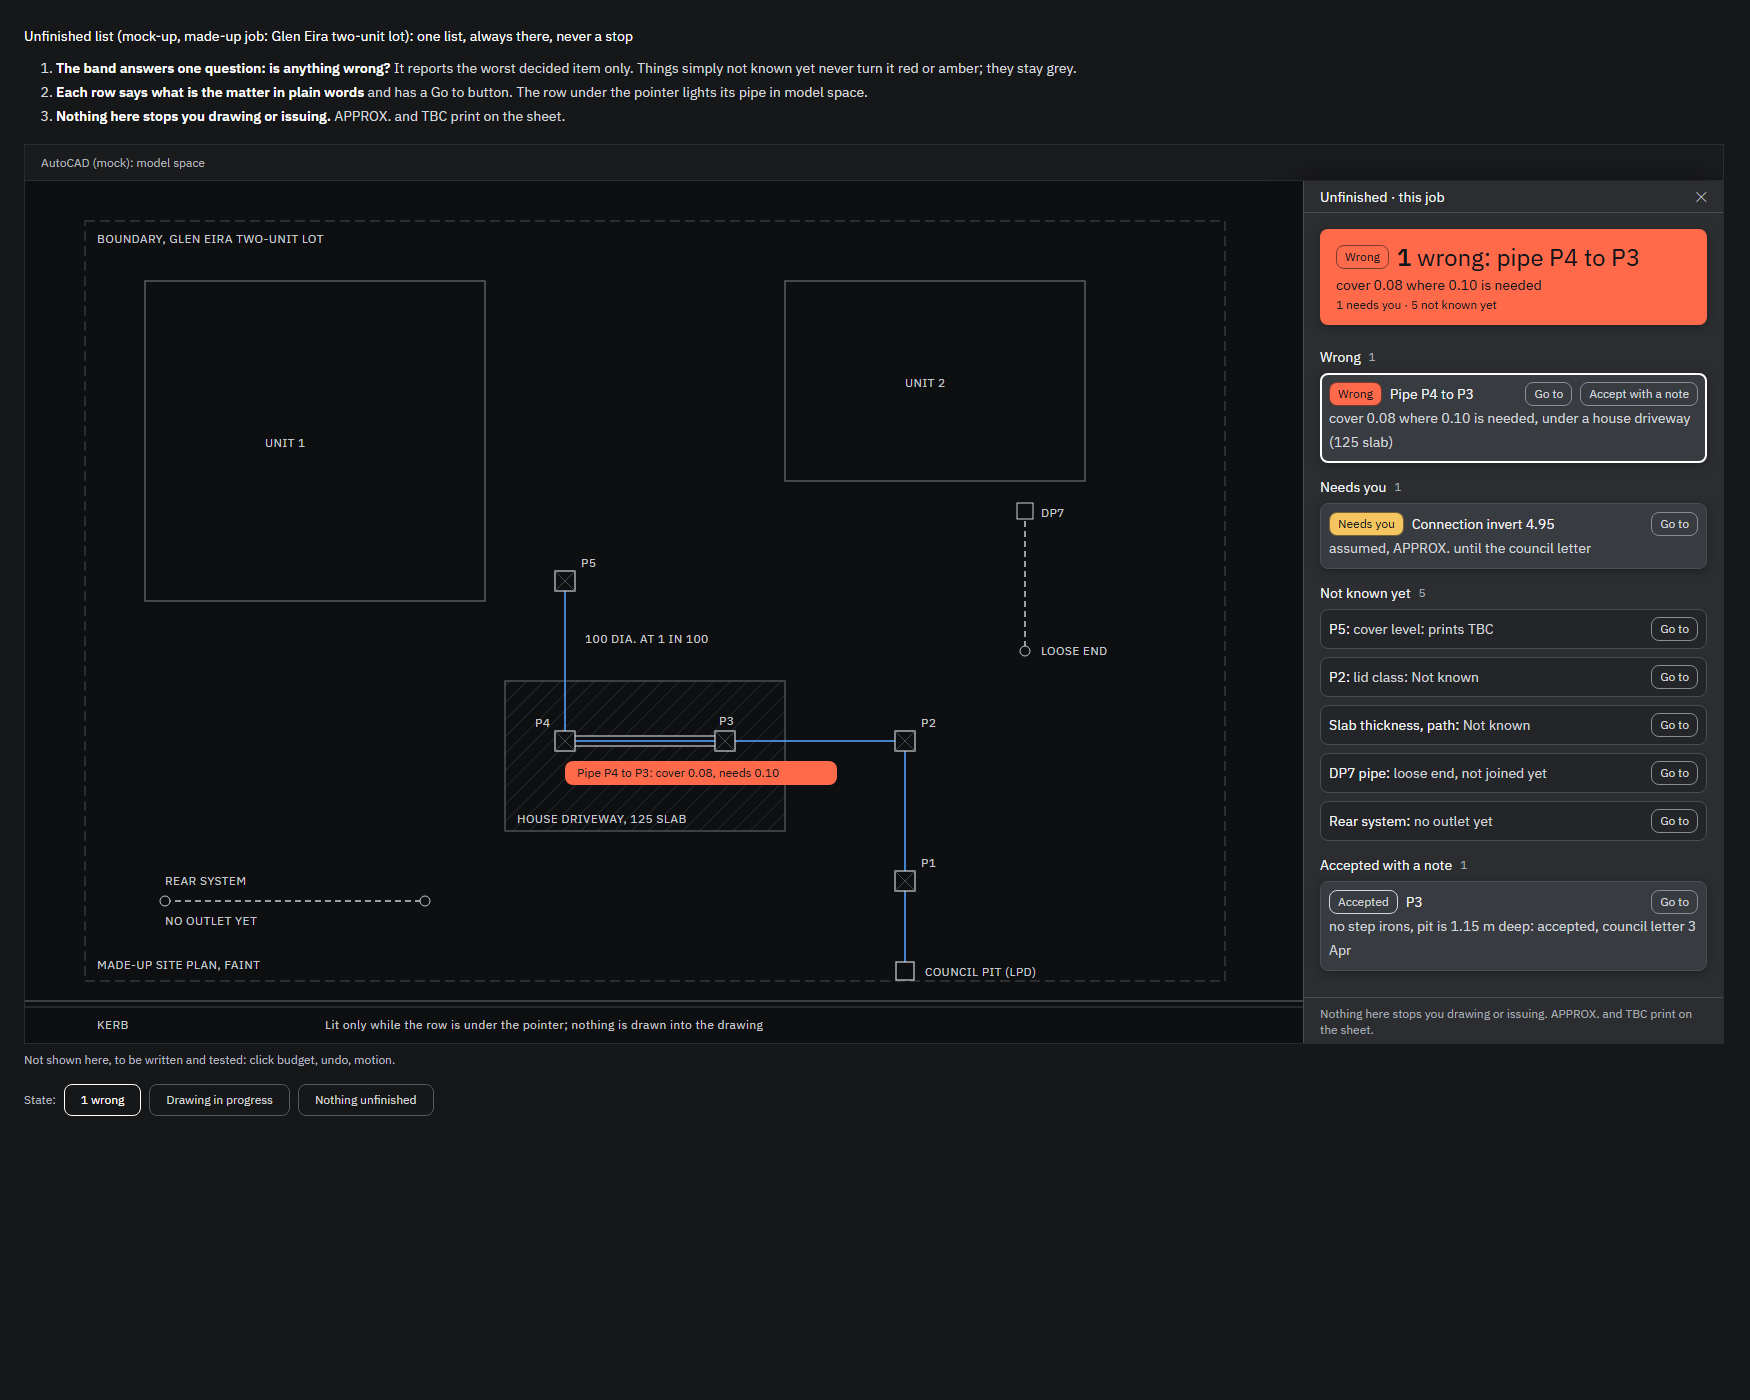 Unfinished list (mock-up, made-up job: Glen Eira two-unit lot): one list, always there, never a stop
1. The band answers one question: is anything wrong? It reports the worst decided item only. Things simply not known yet never turn it red or amber; they stay grey.
2. Each row says what is the matter in plain words and has a Go to button. The row under the pointer lights its pipe in model space.
3. Nothing here stops you drawing or issuing. APPROX. and TBC print on the sheet.
AutoCAD (mock): model space
BOUNDARY, GLEN EIRA TWO-UNIT LOT
UNIT 1
UNIT 2
DP7
LOOSE END
P5
100 DIA. AT 1 IN 100
P4
P3
P2
Pipe P4 to P3: cover 0.08, needs 0.10
HOUSE DRIVEWAY, 125 SLAB
P1
REAR SYSTEM
NO OUTLET YET
MADE-UP SITE PLAN, FAINT
COUNCIL PIT (LPD)
KERB
Lit only while the row is under the pointer; nothing is drawn into the drawing
Unfinished · this job
Wrong 1 wrong: pipe P4 to P3
cover 0.08 where 0.10 is needed
1 needs you · 5 not known yet
Wrong 1
Wrong Pipe P4 to P3 Go to Accept with a note
cover 0.08 where 0.10 is needed, under a house driveway
(125 slab)
Needs you 1
Needs you Connection invert 4.95 Go to
assumed, APPROX. until the council letter
Not known yet 5
P5: cover level: prints TBC Go to
P2: lid class: Not known Go to
Slab thickness, path: Not known Go to
DP7 pipe: loose end, not joined yet Go to
Rear system: no outlet yet Go to
Accepted with a note 1
Accepted P3 Go to
no step irons, pit is 1.15 m deep: accepted, council letter 3
Apr
Nothing here stops you drawing or issuing. APPROX. and TBC print on
the sheet.
Not shown here, to be written and tested: click budget, undo, motion.
State: 1 wrong Drawing in progress Nothing unfinished